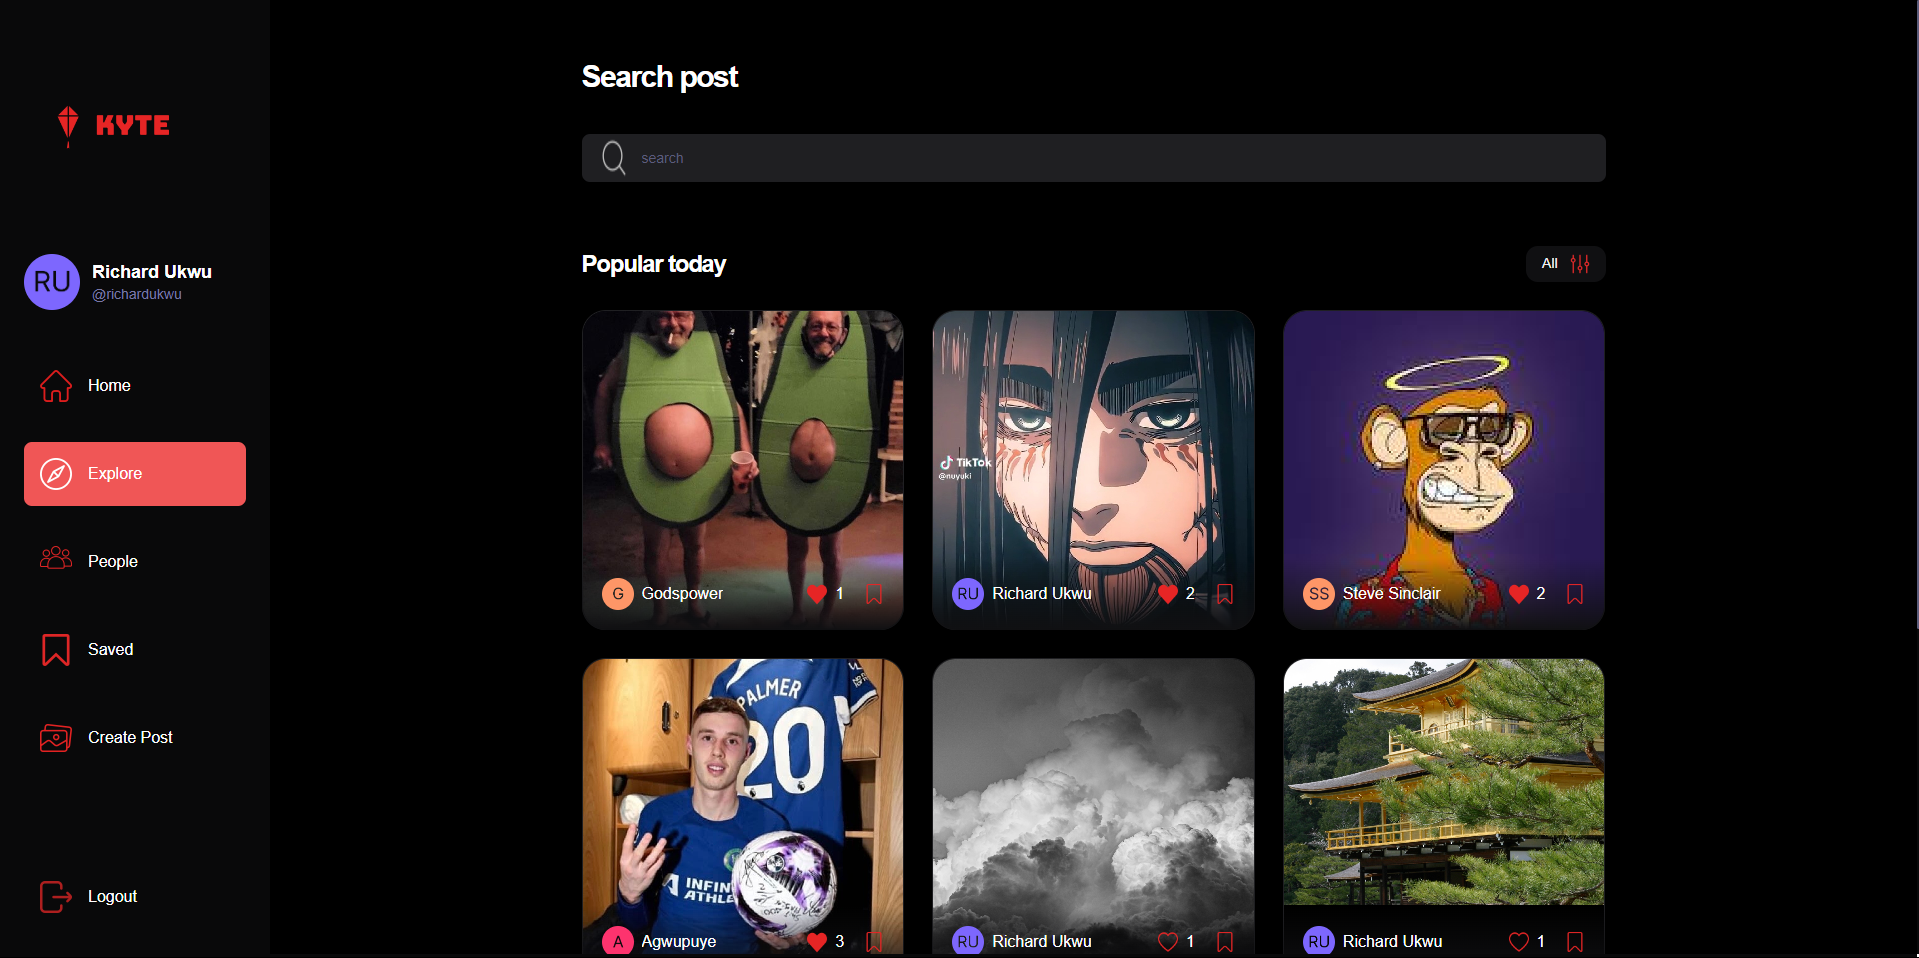 KYTE
Richard Ukwu
@richardukwu
Home
Explore
People
Saved
Create Post
Logout
Search post
search
Popular today
All
G Godspower 1
TikTok
@nuyuki
RU Richard Ukwu 2
SS Steve Sinclair 2
PALMER
20
INFIN
ATHLE
A Agwupuye 3
RU Richard Ukwu 1
RU Richard Ukwu 1
RU